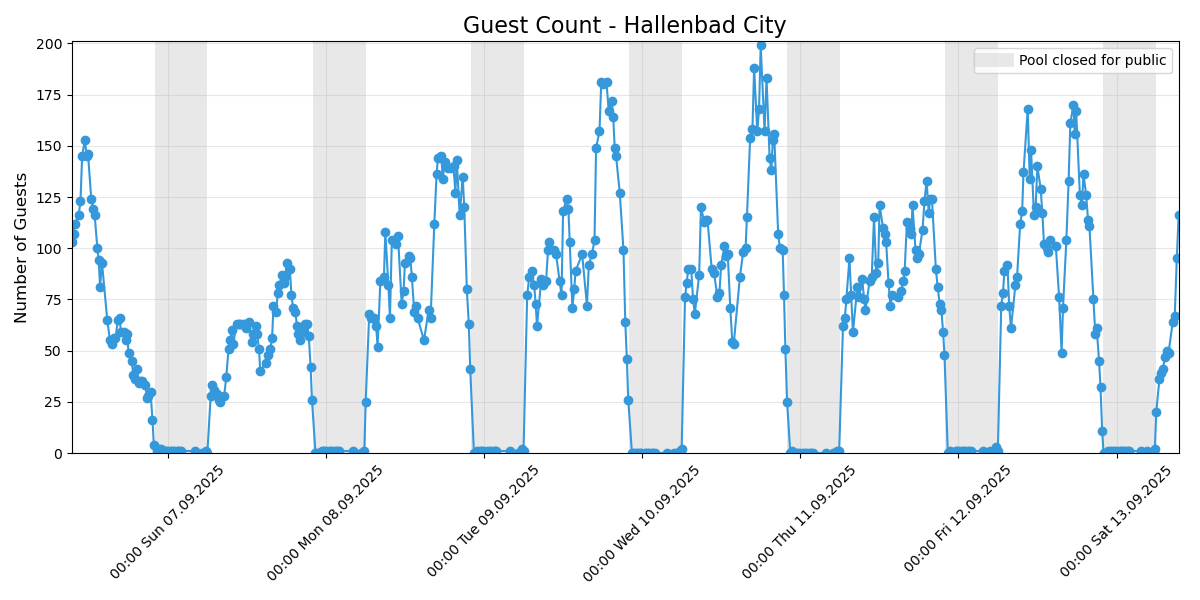 Guest Count - Hallenbad City
Pool closed for public
Number of Guests
200
175
150
125
100
75
50
25
0
00:00 Sun 07.09.2025
00:00 Mon 08.09.2025
00:00 Tue 09.09.2025
00:00 Wed 10.09.2025
00:00 Thu 11.09.2025
00:00 Fri 12.09.2025
00:00 Sat 13.09.2025